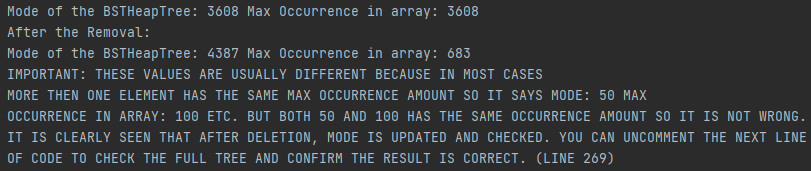 Mode of the BSTHeapTree: 3608 Max Occurrence in array: 3608
After the Removal:
Mode of the BSTHeapTree: 4387 Max Occurrence in array: 683
IMPORTANT: THESE VALUES ARE USUALLY DIFFERENT BECAUSE IN MOST CASES
MORE THEN ONE ELEMENT HAS THE SAME MAX OCCURRENCE AMOUNT SO IT SAYS MODE: 50 MAX
OCCURRENCE IN ARRAY: 100 ETC. BUT BOTH 50 AND 100 HAS THE SAME OCCURRENCE AMOUNT SO IT IS NOT WRONG.
IT IS CLEARLY SEEN THAT AFTER DELETION, MODE IS UPDATED AND CHECKED. YOU CAN UNCOMMENT THE NEXT LINE
OF CODE TO CHECK THE FULL TREE AND CONFIRM THE RESULT IS CORRECT. (LINE 269)